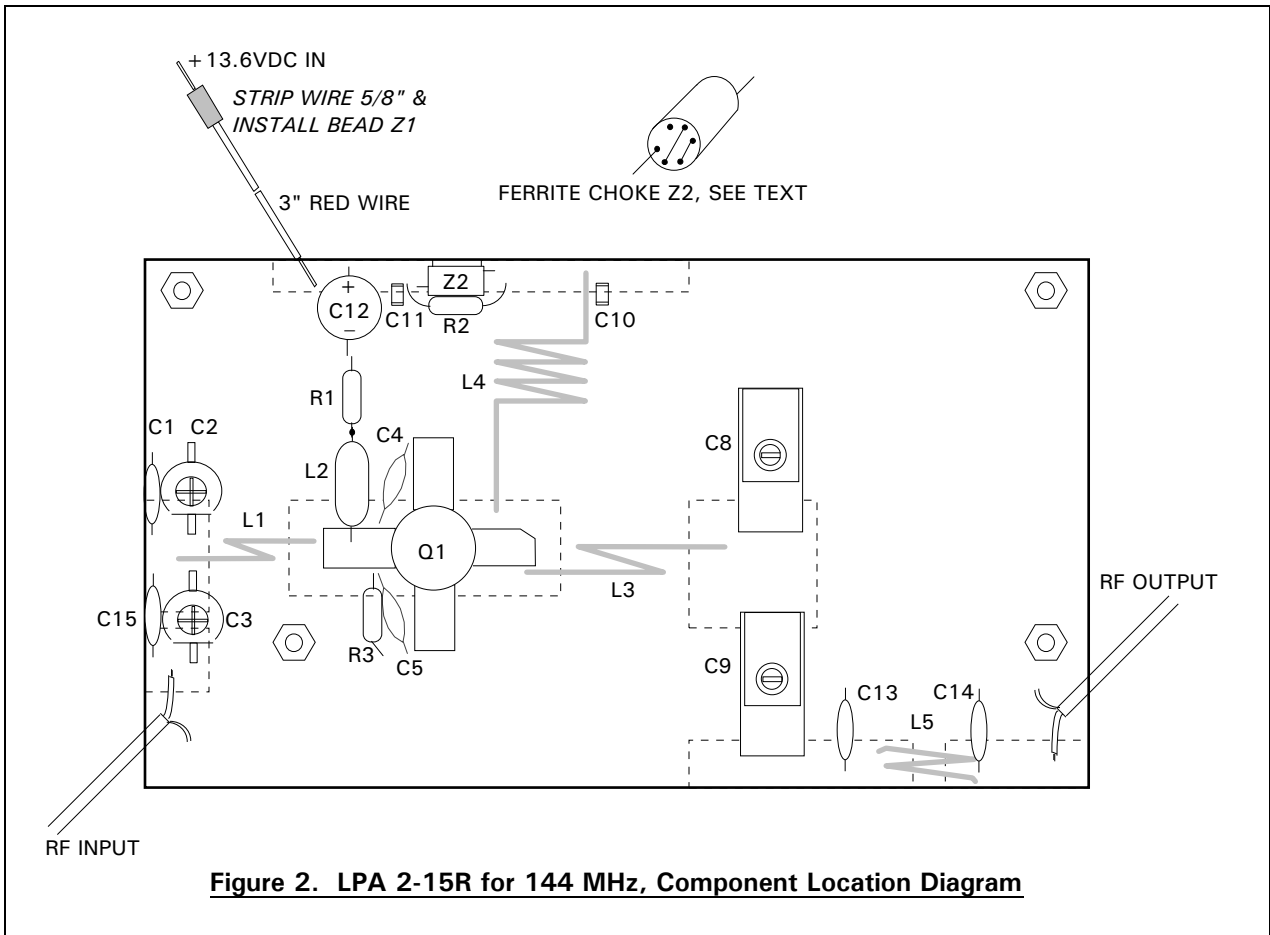 +13.6VDC IN
STRIP WIRE 5/8" &
INSTALL BEAD Z1
3" RED WIRE
FERRITE CHOKE Z2, SEE TEXT
+
C12
–
C11
Z2
R2
C10
L4
R1
C1 C2
C4
L2
C8
L1
Q1
L3
RF OUTPUT
C15
C3
R3
C5
C9
C13
C14
L5
RF INPUT
Figure 2. LPA 2-15R for 144 MHz, Component Location Diagram